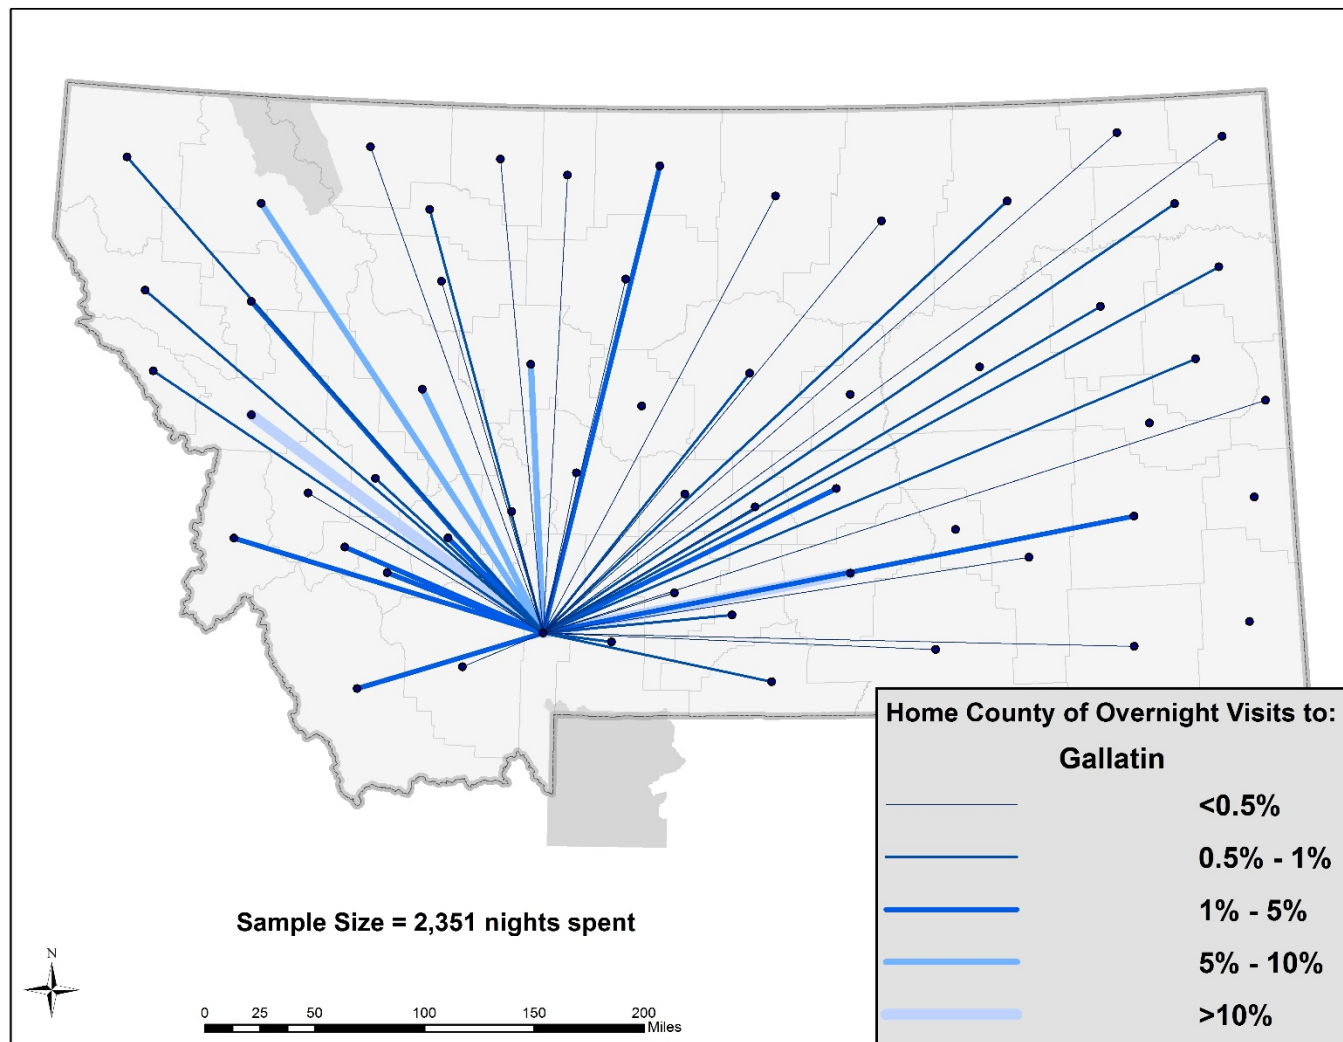 Home County of Overnight Visits to:
Gallatin
<0.5%
0.5% - 1%
1% - 5%
5% - 10%
>10%
Sample Size = 2,351 nights spent
N
0 25 50 100 150 200
Miles